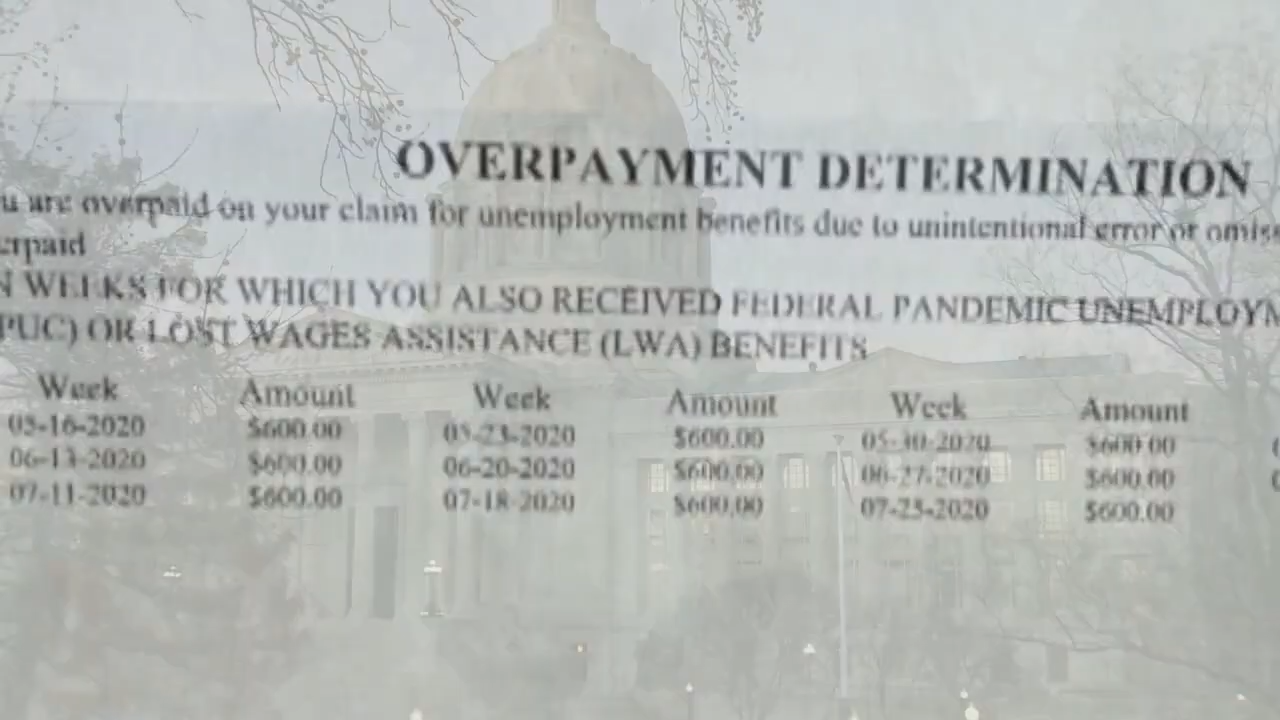 OVERPAYMENT DETERMINATION
u are overpaid on your claim for unemployment benefits due to unintentional error or omis
erpaid
N WEEKS FOR WHICH YOU ALSO RECEIVED FEDERAL PANDEMIC UNEMPLOYM
PUC) OR LOST WAGES ASSISTANCE (LWA) BENEFITS
Week Amount Week Amount Week Amount
05-16-2020 $600.00 05-23-2020 $600.00 05-30-2020 $600.00
06-13-2020 $600.00 06-20-2020 $600.00 06-27-2020 $600.00
07-11-2020 $600.00 07-18-2020 $600.00 07-25-2020 $600.00